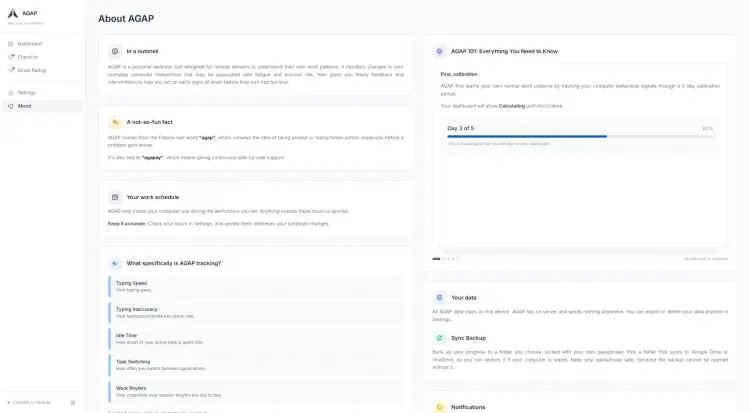 AGAP
About AGAP
Dashboard
Check-In
Strain Rating
Settings
About
In a nutshell
AGAP is a personal wellness tool designed for remote workers to understand their own work patterns. It monitors changes in your
everyday computer interactions that may be associated with fatigue and burnout risk, then gives you timely feedback and
interventions to help you act on early signs of strain before they turn into burnout.
A not-so-fun fact
AGAP comes from the Filipino root word "agap", which conveys the idea of being prompt or taking timely action, especially before a
problem gets worse.
It's also tied to "agapay", which means giving continuous side-by-side support.
Your work schedule
AGAP only tracks your computer use during the work hours you set. Anything outside those hours is ignored.
Keep it accurate. Check your hours in Settings, and update them whenever your schedule changes.
What specifically is AGAP tracking?
Typing Speed
Your typing pace.
Typing Inaccuracy
Your backspace/delete key press rate.
Idle Time
How much of your active time is spent idle.
Task Switching
How often you switch between applications.
Work Rhythm
How consistent your session lengths are day to day.
AGAP 101: Everything You Need to Know
First, calibration
AGAP first learns your own normal work patterns by tracking your computer behavioral signals through a 5-day calibration
period.
Your dashboard will show Calculating until this is done.
Day 3 of 5
60%
This is the progress bar you will see on your dashboard.
Your data
All AGAP data stays on this device. AGAP has no server and sends nothing anywhere. You can export or delete your data anytime in
Settings.
Sync Backup
Back up your progress to a folder you choose, locked with your own passphrase. Pick a folder that syncs to Google Drive or
OneDrive, so you can restore it if your computer is wiped. Keep your passphrase safe, because the backup cannot be opened
without it.
Notifications